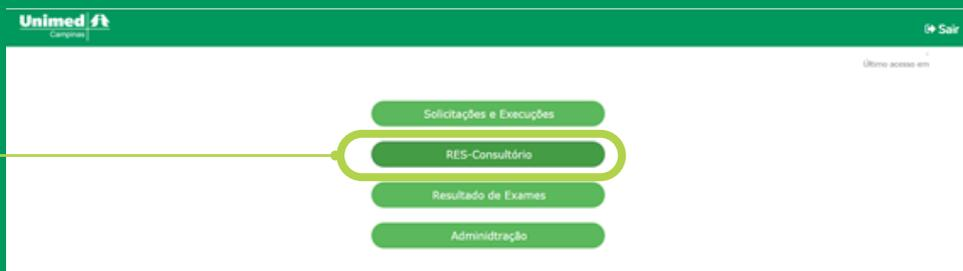 Unimed
Campinas
Sair
Último acesso em
Solicitações e Execuções
RES-Consultório
Resultado de Exames
Adminidtração